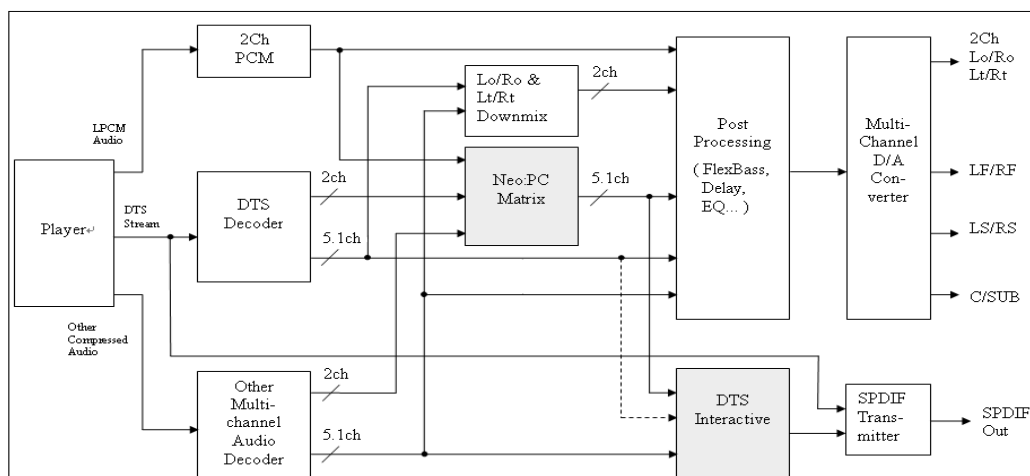 2Ch
PCM
2Ch
Lo/Ro
Lt/Rt
Lo/Ro &
Lt/Rt
Downmix
2ch
LPCM
Audio
Post
Processing
( FlexBass,
Delay,
EQ... )
Multi-
Channel
D/A
Con-
verter
Neo:PC
Matrix
5.1ch
LF/RF
2ch
DTS
Decoder
DTS
Stream
Player
5.1ch
LS/RS
C/SUB
Other
Compressed
Audio
2ch
Other
Multi-
channel
Audio
Decoder
5.1ch
DTS
Interactive
SPDIF
Trans-
mitter
SPDIF
Out